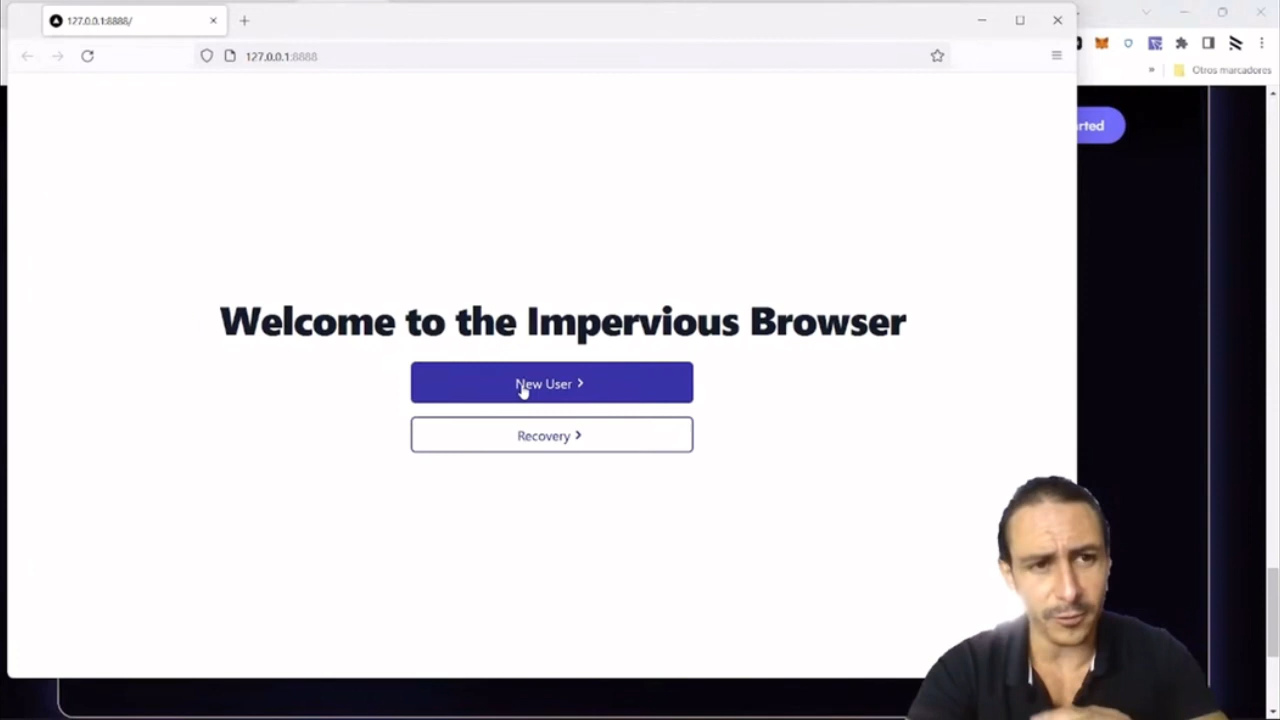 127.0.0.1:8888/
127.0.0.1:8888
Otros marcadores
rted
Welcome to the Impervious Browser
New User
Recovery